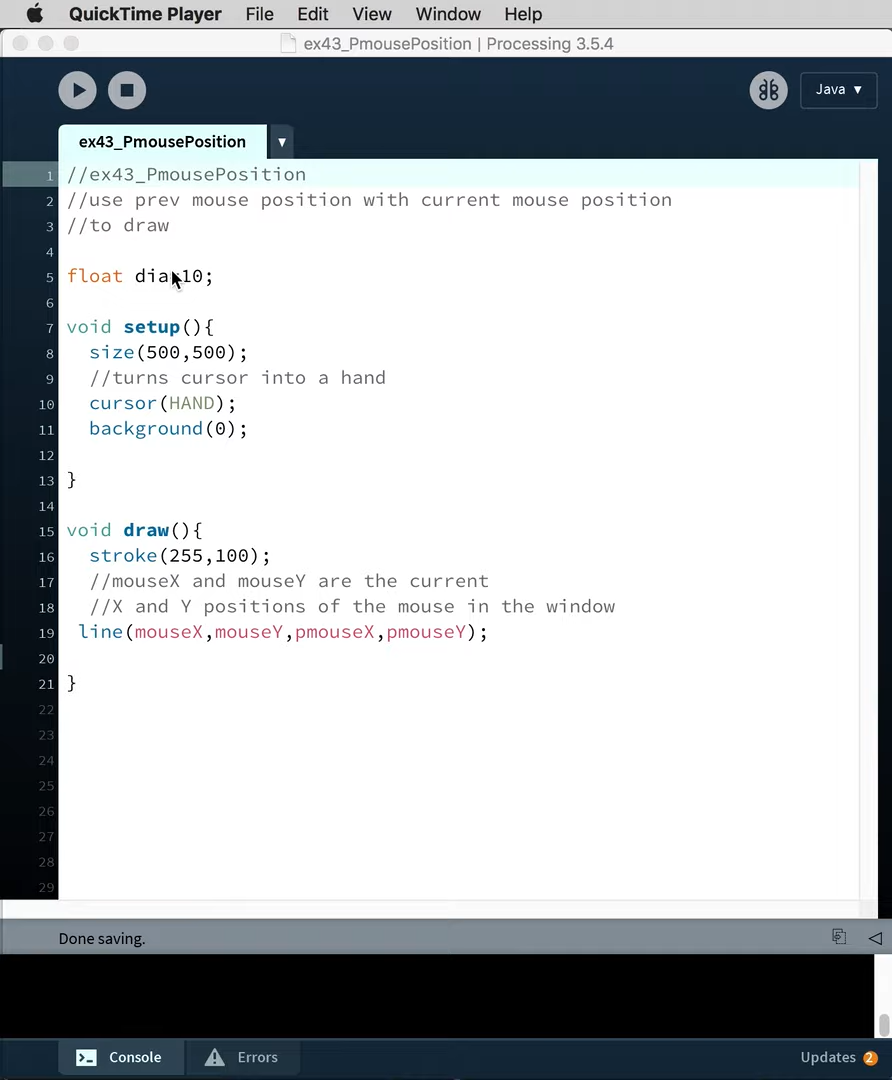 QuickTime Player File Edit View Window Help
ex43_PmousePosition | Processing 3.5.4
Java ▼
ex43_PmousePosition ▼
1 //ex43_PmousePosition
2 //use prev mouse position with current mouse position
3 //to draw
4
5 float dia 10;
6
7 void setup(){
8 size(500,500);
9 //turns cursor into a hand
10 cursor(HAND);
11 background(0);
12
13 }
14
15 void draw(){
16 stroke(255,100);
17 //mouseX and mouseY are the current
18 //X and Y positions of the mouse in the window
19 line(mouseX,mouseY,pmouseX,pmouseY);
20
21 }
22
23
24
25
26
27
28
29
Done saving.
Console Errors Updates 2